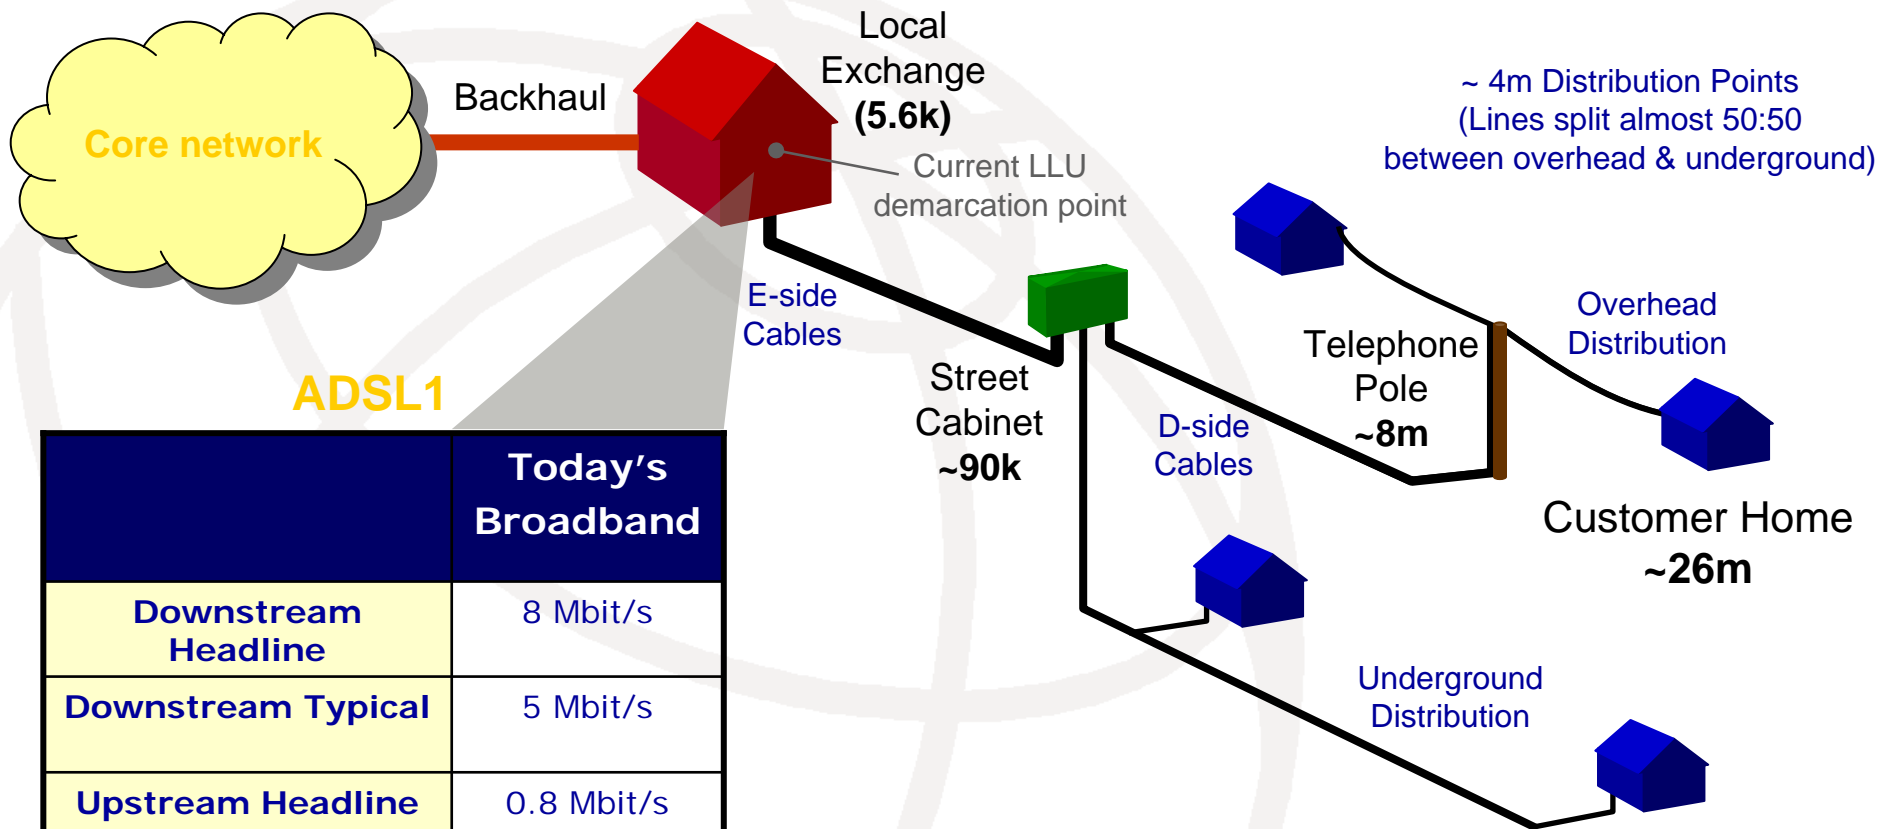 Core network
Backhaul
Local
Exchange
(5.6k)
Current LLU
demarcation point
~ 4m Distribution Points
(Lines split almost 50:50
between overhead & underground)
E-side
Cables
Street
Cabinet
~90k
D-side
Cables
Telephone
Pole
~8m
Overhead
Distribution
Customer Home
~26m
Underground
Distribution
ADSL1
Today's
Broadband
Downstream
Headline
8 Mbit/s
Downstream Typical
5 Mbit/s
Upstream Headline
0.8 Mbit/s